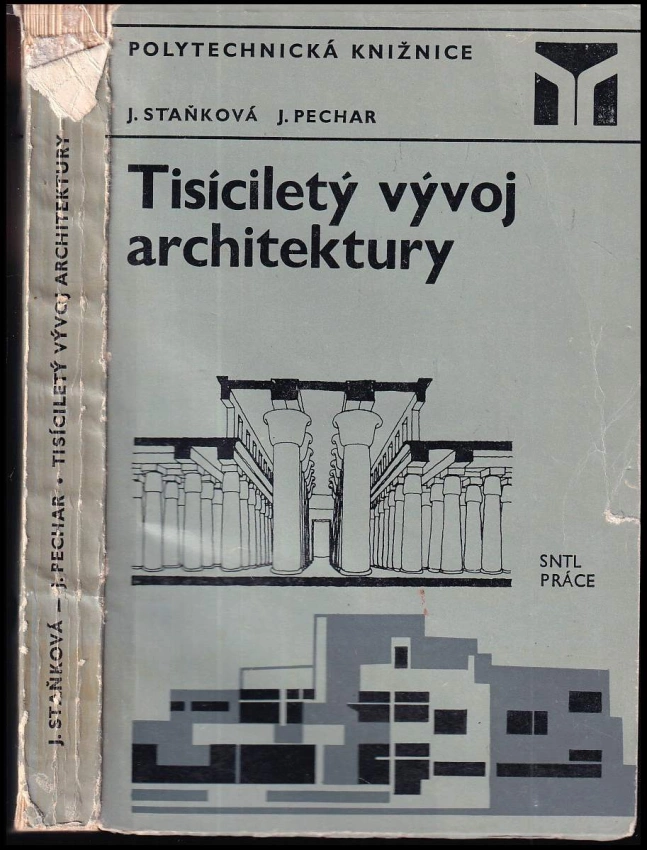 POLYTECHNICKÁ KNIŽNICE
J. STAŇKOVÁ J. PECHAR
Tisíciletý vývoj
architektury
SNTL
PRÁCE
J. STAŇKOVÁ – J. PECHAR • TISÍCILETÝ VÝVOJ ARCHITEKTURY